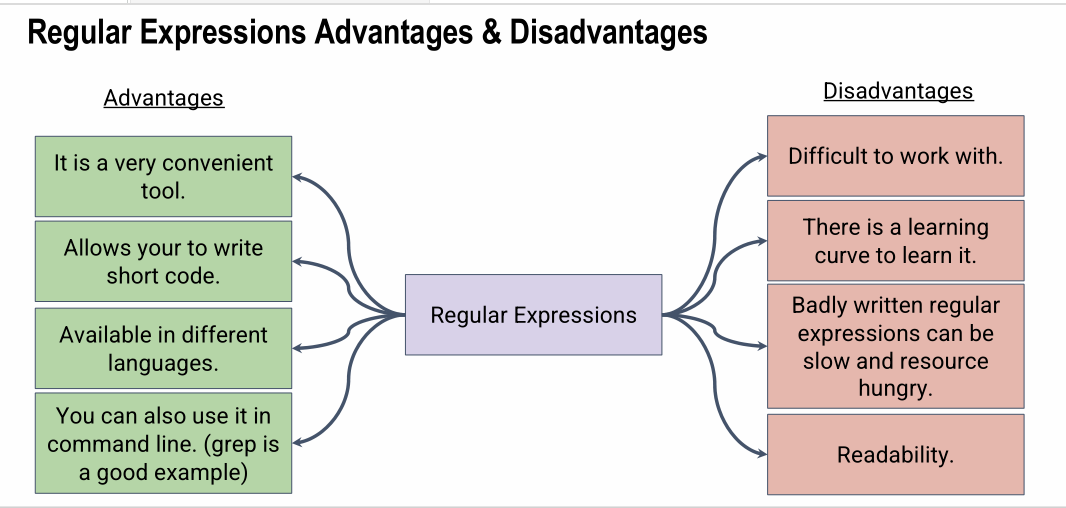 Regular Expressions Advantages & Disadvantages
Advantages
It is a very convenient
tool.
Allows your to write
short code.
Available in different
languages.
You can also use it in
command line. (grep is
a good example)
Regular Expressions
Disadvantages
Difficult to work with.
There is a learning
curve to learn it.
Badly written regular
expressions can be
slow and resource
hungry.
Readability.